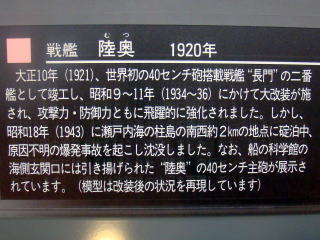 むつ
戦艦 陸奥 1920年
大正10年（1921）、世界初の40センチ砲搭載戦艦“長門”の二番
艦として竣工し、昭和９～11年（1934～36）にかけて大改装が施
され、攻撃力・防御力ともに飛躍的に強化されました。しかし、
昭和18年（1943）に瀬戸内海の柱島の南西約２kmの地点に碇泊中、
原因不明の爆発事故を起こし沈没しました。なお、船の科学館の
海側玄関口には引き揚げられた“陸奥”の40センチ主砲が展示さ
れています。（模型は改装後の状況を再現しています）